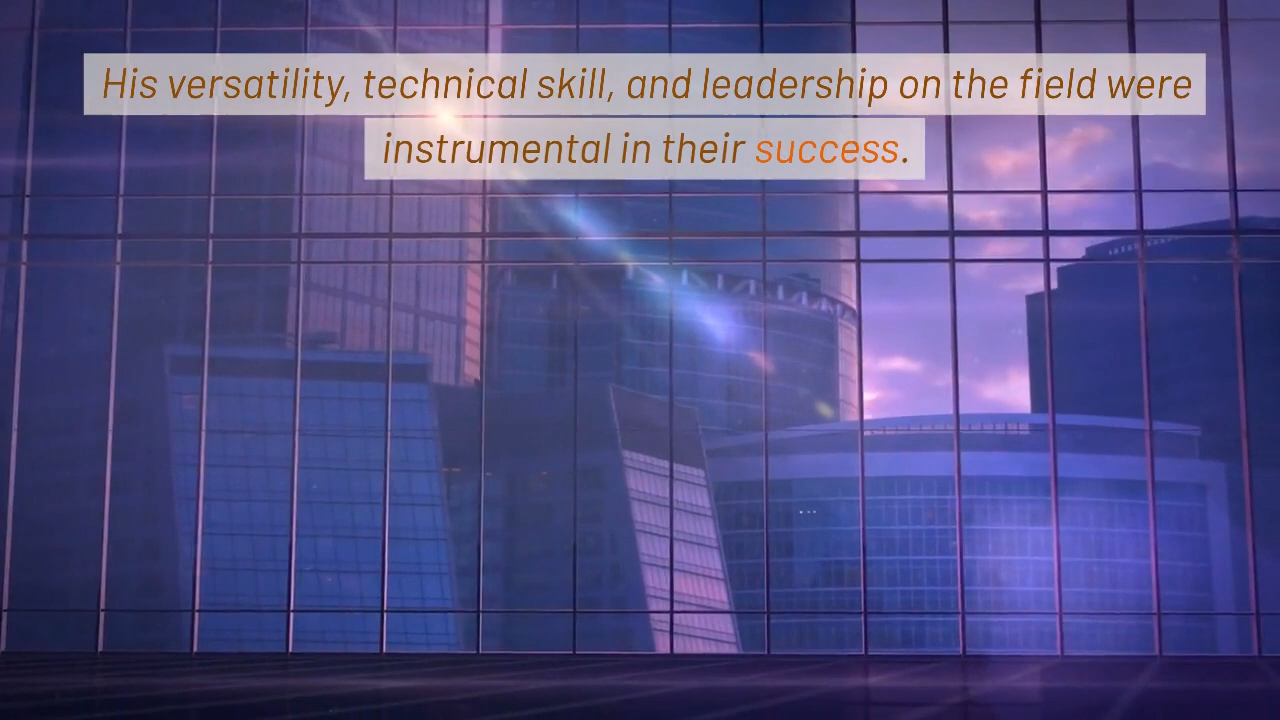 His versatility, technical skill, and leadership on the field were
instrumental in their success.